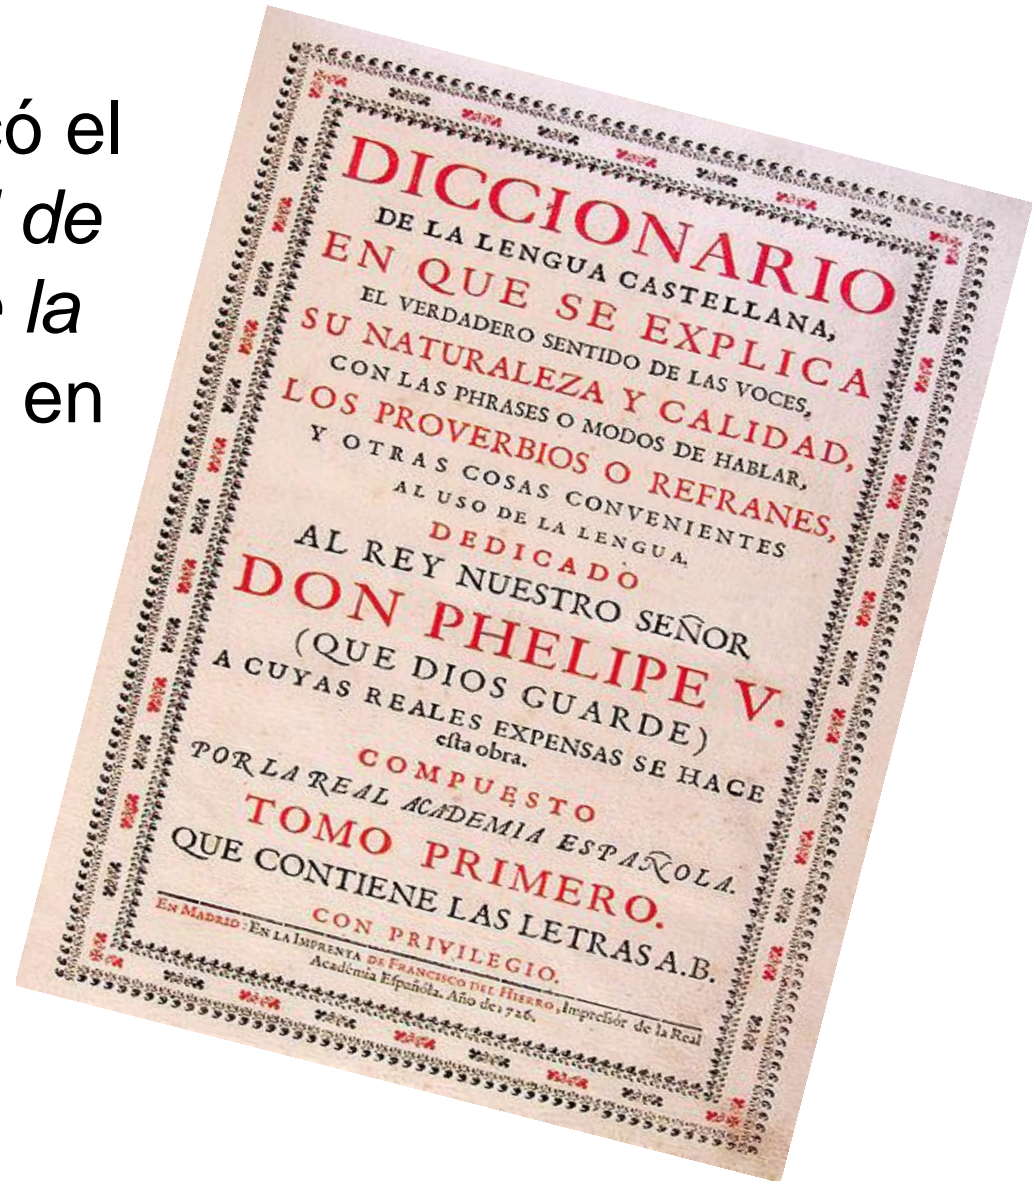 có el
de
la
en
DICCIONARIO
DE LA LENGUA CASTELLANA,
EN QUE SE EXPLICA
EL VERDADERO SENTIDO DE LAS VOCES,
SU NATURALEZA Y CALIDAD,
CON LAS PHRASES O MODOS DE HABLAR,
LOS PROVERBIOS O REFRANES,
Y OTRAS COSAS CONVENIENTES
AL USO DE LA LENGUA.
DEDICADO
AL REY NUESTRO SEÑOR
DON PHELIPE V.
(QUE DIOS GUARDE)
A CUYAS REALES EXPENSAS SE HACE
eſta obra.
COMPUESTO
POR LA REAL ACADEMIA ESPAÑOLA.
TOMO PRIMERO.
QUE CONTIENE LAS LETRAS A.B.
CON PRIVILEGIO.
EN MADRID: EN LA IMPRENTA DE FRANCISCO DEL HIERRO, Impreſſór de la Real
Académia Eſpañóla. Año de 1726.